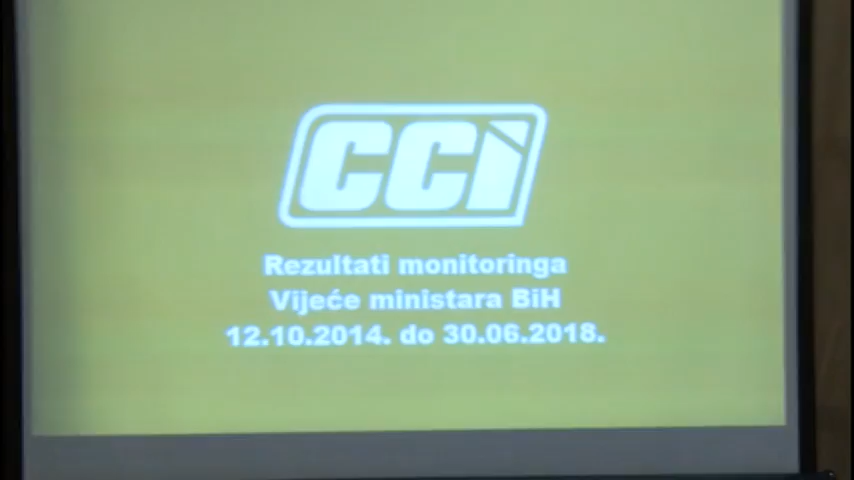 CCI
Rezultati monitoringa
Vijeće ministara BiH
12.10.2014. do 30.06.2018.